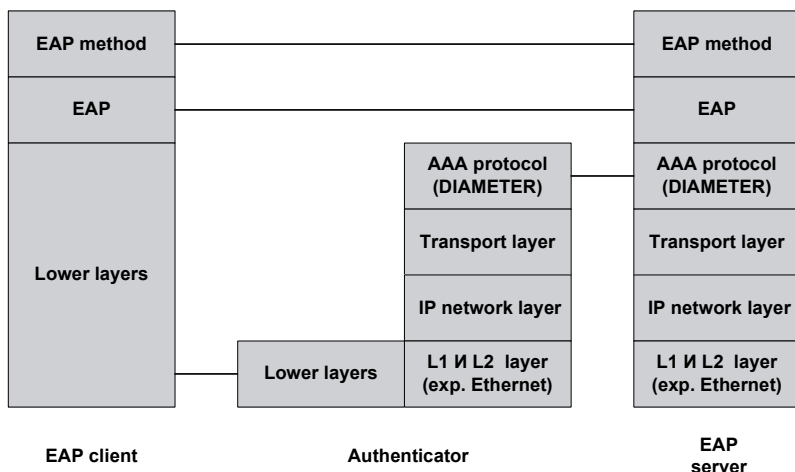 EAP method
EAP method
EAP
EAP
AAA protocol
(DIAMETER)
AAA protocol
(DIAMETER)
Transport layer
Transport layer
Lower layers
IP network layer
IP network layer
Lower layers
L1 И L2 layer
(exp. Ethernet)
L1 И L2 layer
(exp. Ethernet)
EAP client
Authenticator
EAP
server